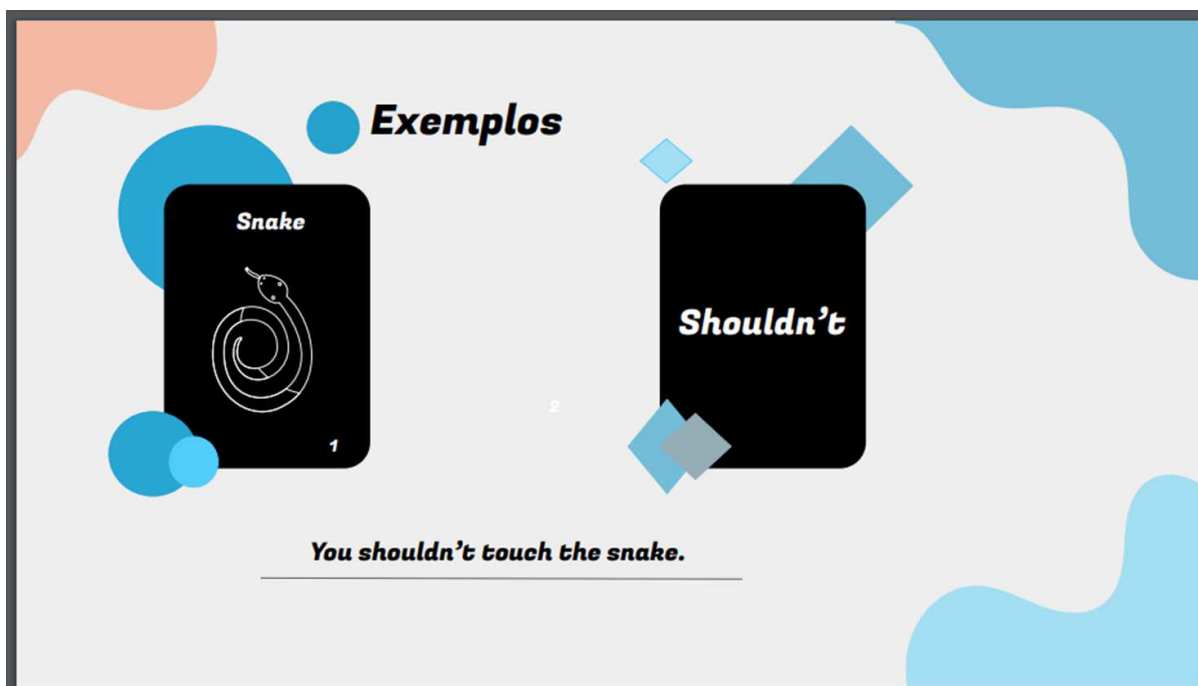 Exemplos
Snake
Shouldn’t
2
1
You shouldn’t touch the snake.